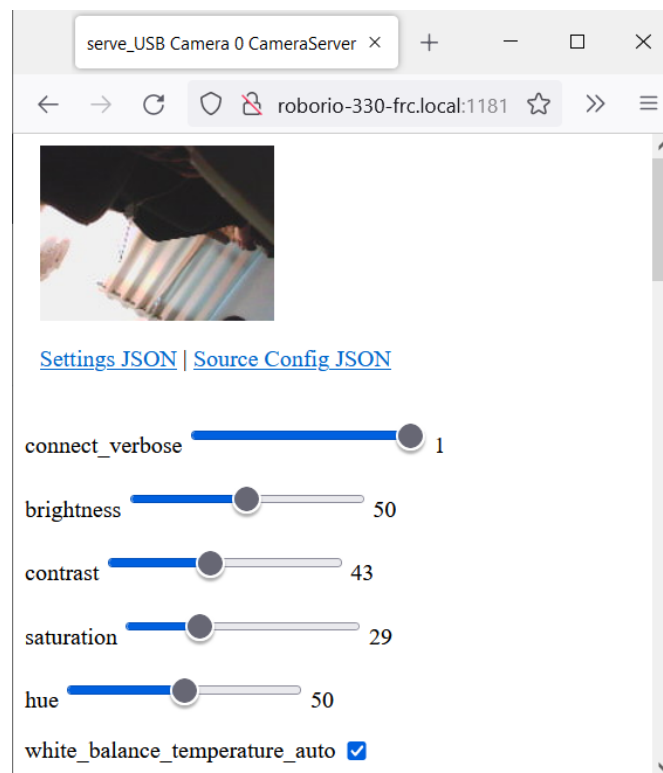 serve_USB Camera 0 CameraServer
roborio-330-frc.local:1181
Settings JSON | Source Config JSON
connect_verbose 1
brightness 50
contrast 43
saturation 29
hue 50
white_balance_temperature_auto